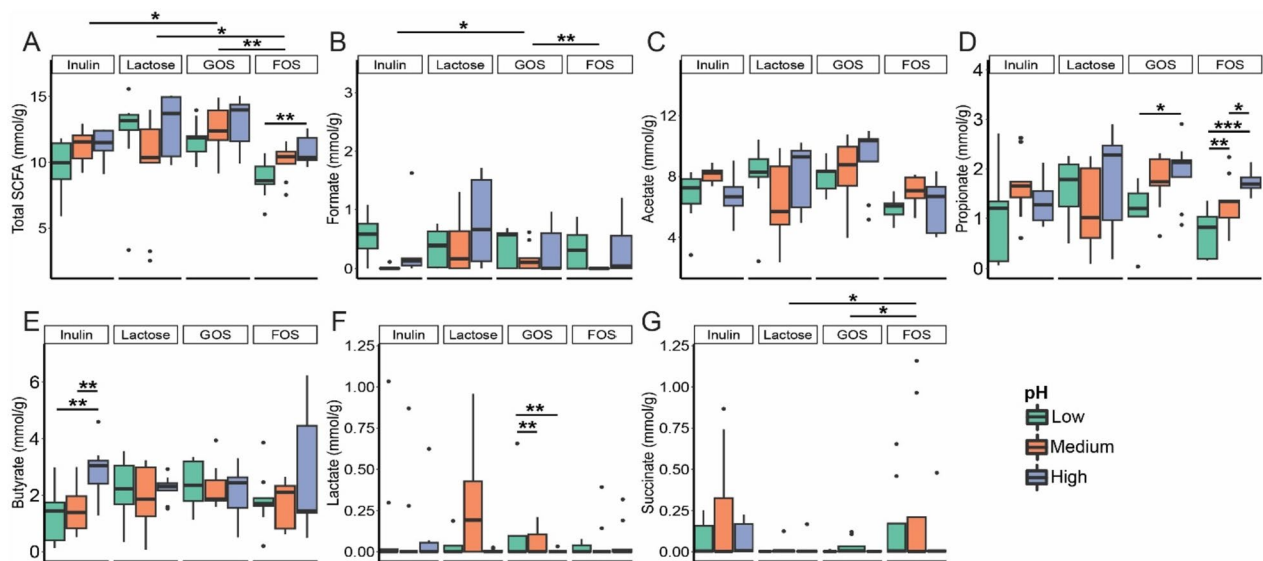 * * ** * **
A B C D
Inulin Lactose GOS FOS Inulin Lactose GOS FOS Inulin Lactose GOS FOS Inulin Lactose GOS FOS
Total SCFA (mmol/g) 15 10 5 **
Formate (mmol/g) 3 2 1 0
Acetate (mmol/g) 12 8 4
Propionate (mmol/g) 4 3 2 1 0 * *** ** *
E F G * *
Inulin Lactose GOS FOS Inulin Lactose GOS FOS Inulin Lactose GOS FOS
Butyrate (mmol/g) 6 4 2 0 ** **
Lactate (mmol/g) 1.25 1.00 0.75 0.50 0.25 0.00 ** **
Succinate (mmol/g) 1.25 1.00 0.75 0.50 0.25 0.00
pH
Low
Medium
High